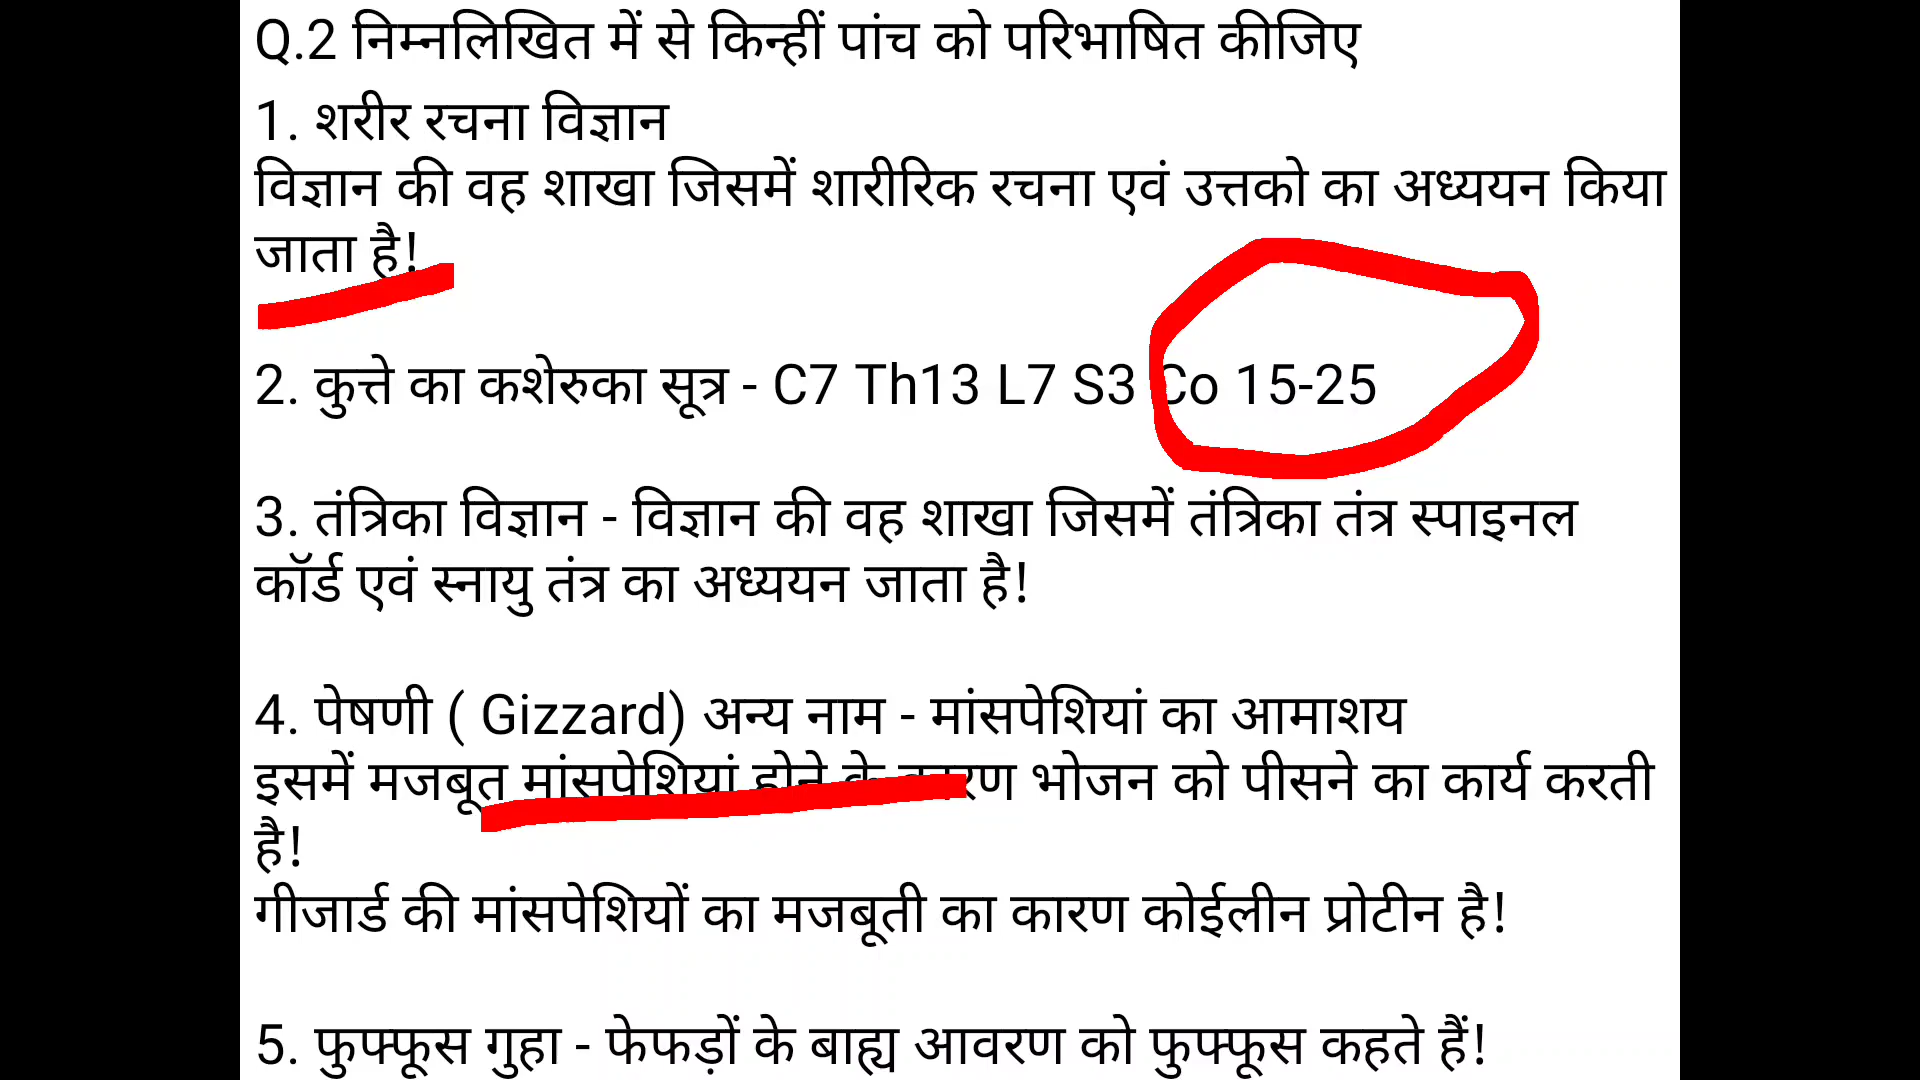 Q.2 निम्नलिखित में से किन्हीं पांच को परिभाषित कीजिए
1. शरीर रचना विज्ञान
विज्ञान की वह शाखा जिसमें शारीरिक रचना एवं उत्तको का अध्ययन किया
जाता है!
2. कुत्ते का कशेरुका सूत्र - C7 Th13 L7 S3 Co 15-25
3. तंत्रिका विज्ञान - विज्ञान की वह शाखा जिसमें तंत्रिका तंत्र स्पाइनल
कॉर्ड एवं स्नायु तंत्र का अध्ययन जाता है!
4. पेषणी ( Gizzard) अन्य नाम - मांसपेशियां का आमाशय
इसमें मजबूत मांसपेशियां होने के कारण भोजन को पीसने का कार्य करती
है!
गीजार्ड की मांसपेशियों का मजबूती का कारण कोईलीन प्रोटीन है!
5. फुफ्फूस गुहा - फेफड़ों के बाह्य आवरण को फुफ्फूस कहते हैं!